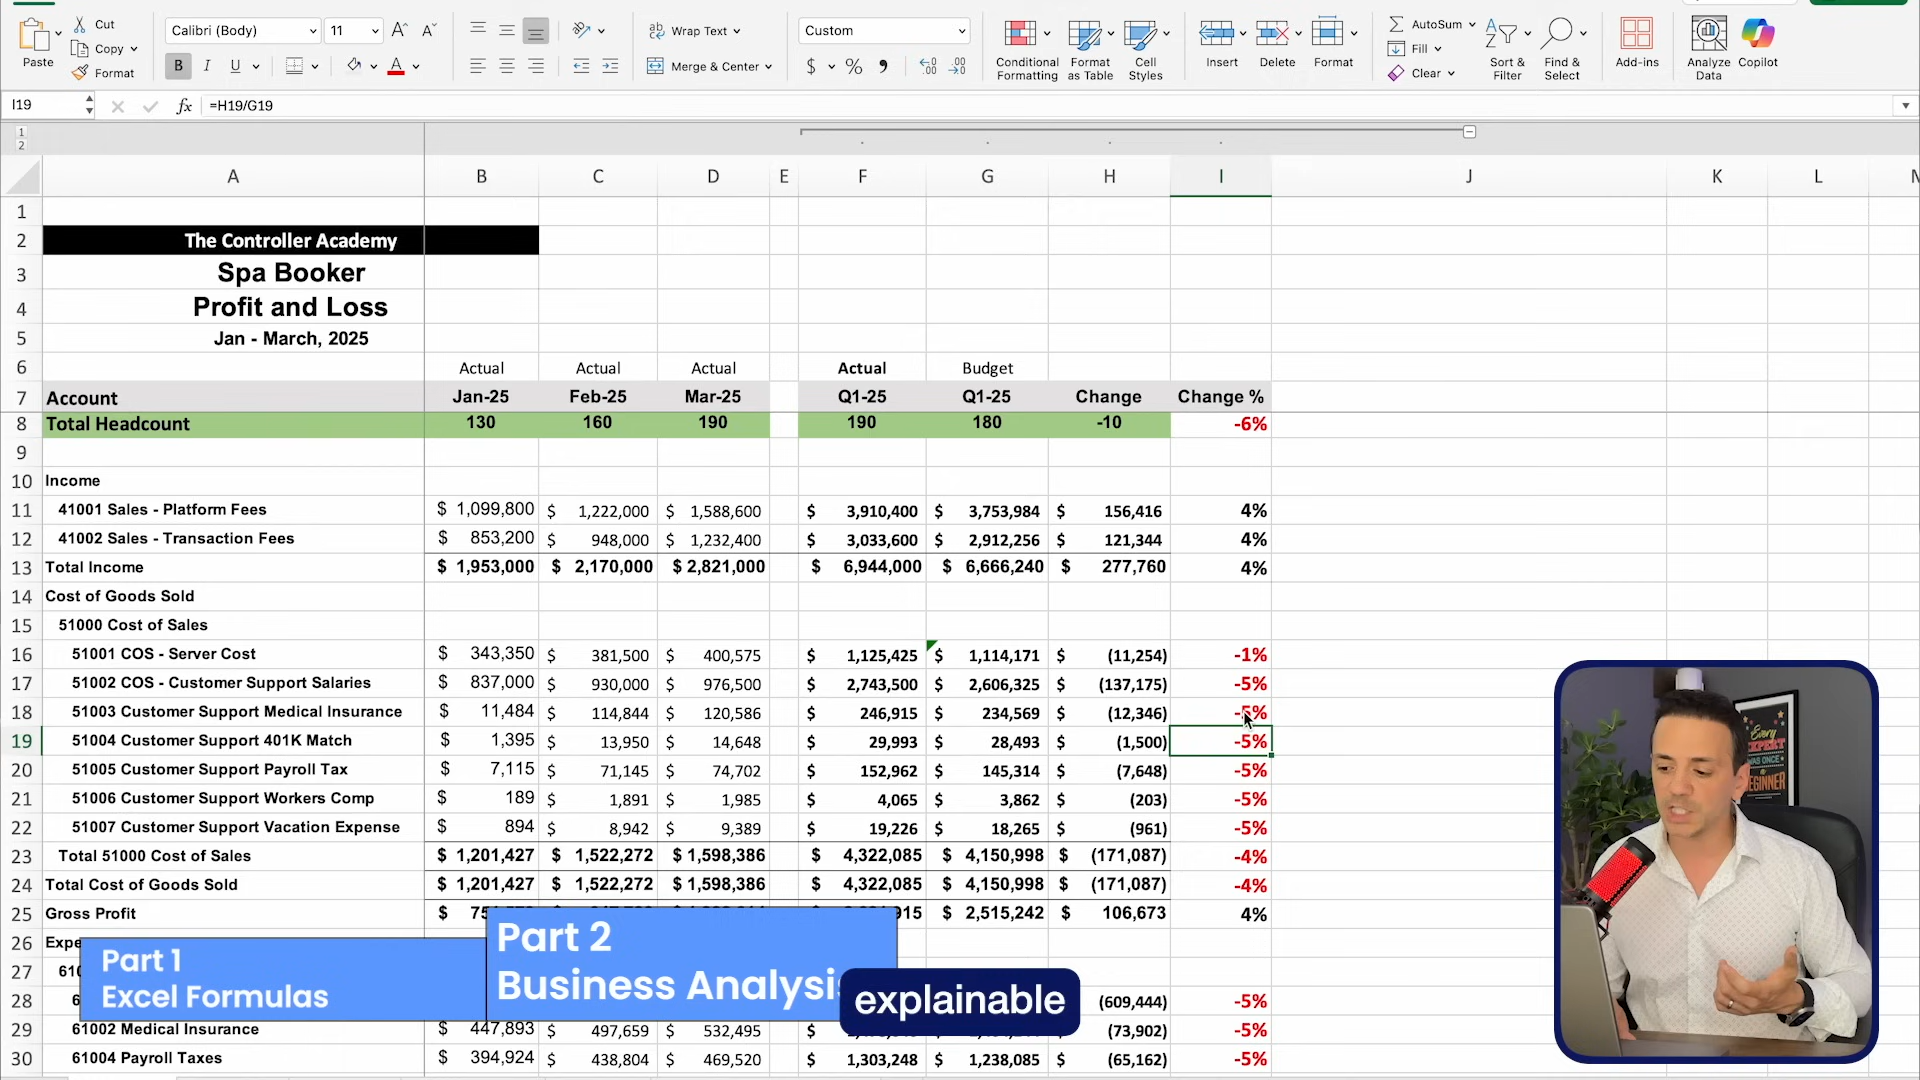 Paste
Cut
Copy
Format
Calibri (Body)
11
A^
A
B I U
A
Wrap Text
Merge & Center
Custom
$ % ,
Conditional Formatting
Format as Table
Cell Styles
Insert
Delete
Format
AutoSum
Fill
Clear
Sort & Filter
Find & Select
Add-ins
Analyze Data
Copilot
I19 fx =H19/G19
1
2
A B C D E F G H I J K L
1
2 The Controller Academy
3 Spa Booker
4 Profit and Loss
5 Jan - March, 2025
6 Actual Actual Actual Actual Budget
7 Account Jan-25 Feb-25 Mar-25 Q1-25 Q1-25 Change Change %
8 Total Headcount 130 160 190 190 180 -10 -6%
9
10 Income
11 41001 Sales - Platform Fees $ 1,099,800 $ 1,222,000 $ 1,588,600 $ 3,910,400 $ 3,753,984 $ 156,416 4%
12 41002 Sales - Transaction Fees $ 853,200 $ 948,000 $ 1,232,400 $ 3,033,600 $ 2,912,256 $ 121,344 4%
13 Total Income $ 1,953,000 $ 2,170,000 $ 2,821,000 $ 6,944,000 $ 6,666,240 $ 277,760 4%
14 Cost of Goods Sold
15 51000 Cost of Sales
16 51001 COS - Server Cost $ 343,350 $ 381,500 $ 400,575 $ 1,125,425 $ 1,114,171 $ (11,254) -1%
17 51002 COS - Customer Support Salaries $ 837,000 $ 930,000 $ 976,500 $ 2,743,500 $ 2,606,325 $ (137,175) -5%
18 51003 Customer Support Medical Insurance $ 11,484 $ 114,844 $ 120,586 $ 246,915 $ 234,569 $ (12,346) -5%
19 51004 Customer Support 401K Match $ 1,395 $ 13,950 $ 14,648 $ 29,993 $ 28,493 $ (1,500) -5%
20 51005 Customer Support Payroll Tax $ 7,115 $ 71,145 $ 74,702 $ 152,962 $ 145,314 $ (7,648) -5%
21 51006 Customer Support Workers Comp $ 189 $ 1,891 $ 1,985 $ 4,065 $ 3,862 $ (203) -5%
22 51007 Customer Support Vacation Expense $ 894 $ 8,942 $ 9,389 $ 19,226 $ 18,265 $ (961) -5%
23 Total 51000 Cost of Sales $ 1,201,427 $ 1,522,272 $ 1,598,386 $ 4,322,085 $ 4,150,998 $ (171,087) -4%
24 Total Cost of Goods Sold $ 1,201,427 $ 1,522,272 $ 1,598,386 $ 4,322,085 $ 4,150,998 $ (171,087) -4%
25 Gross Profit $ $ 2,515,242 $ 106,673 4%
26
27
28 (609,444) -5%
29 61002 Medical Insurance $ 447,893 $ 497,659 $ 532,495 (73,902) -5%
30 61004 Payroll Taxes $ 394,924 $ 438,804 $ 469,520 $ 1,303,248 $ 1,238,085 $ (65,162) -5%
Part 1
Excel Formulas
Part 2
Business Analysis
explainable
Every
EXPERT
WAS ONCE
A
BEGINNER